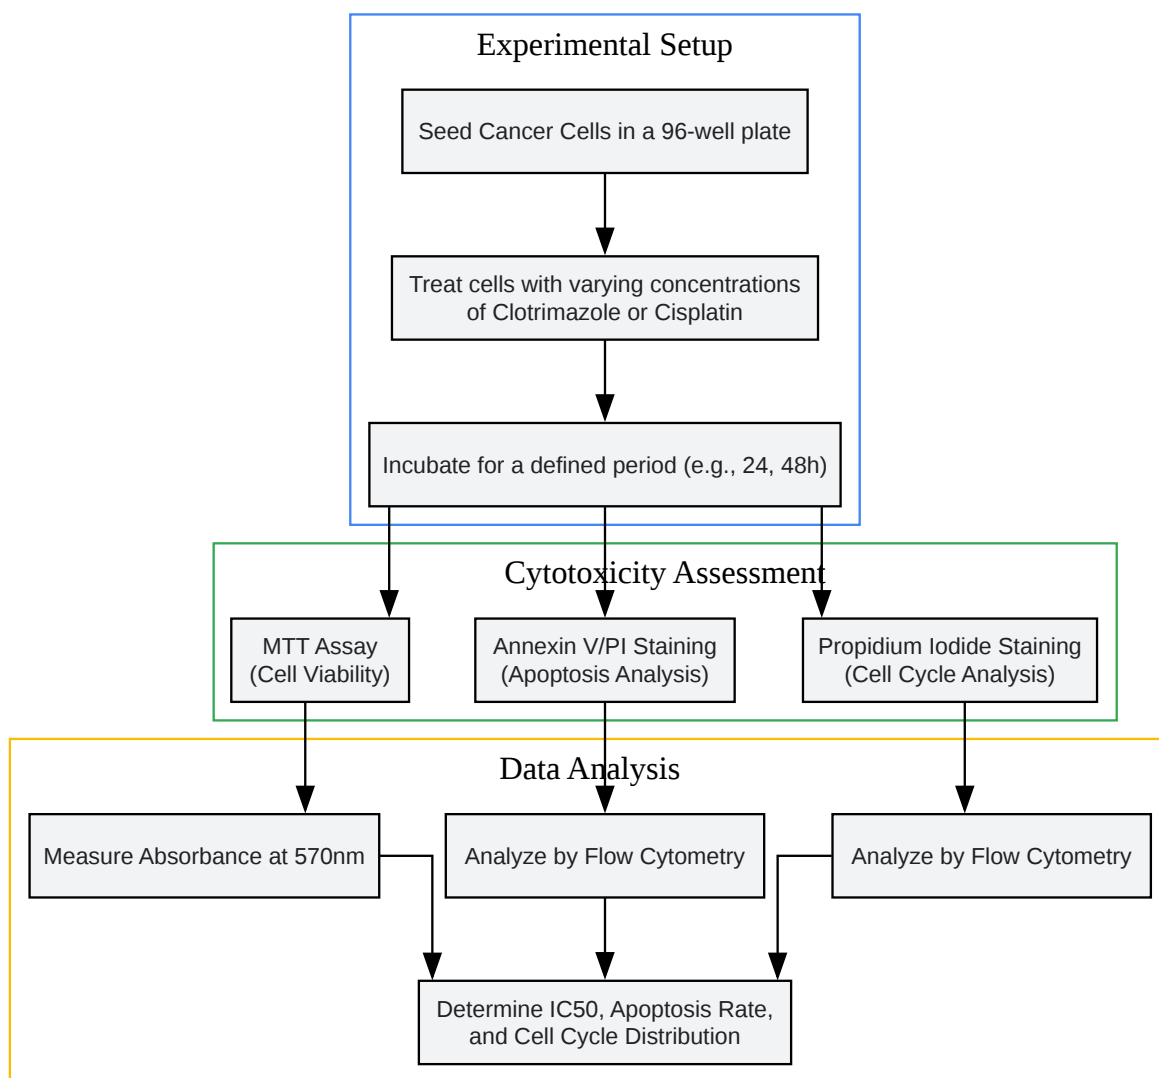 Experimental Setup
Seed Cancer Cells in a 96-well plate
Treat cells with varying concentrations
of Clotrimazole or Cisplatin
Incubate for a defined period (e.g., 24, 48h)
Cytotoxicity Assessment
MTT Assay
(Cell Viability)
Annexin V/PI Staining
(Apoptosis Analysis)
Propidium Iodide Staining
(Cell Cycle Analysis)
Data Analysis
Measure Absorbance at 570nm
Analyze by Flow Cytometry
Analyze by Flow Cytometry
Determine IC50, Apoptosis Rate,
and Cell Cycle Distribution